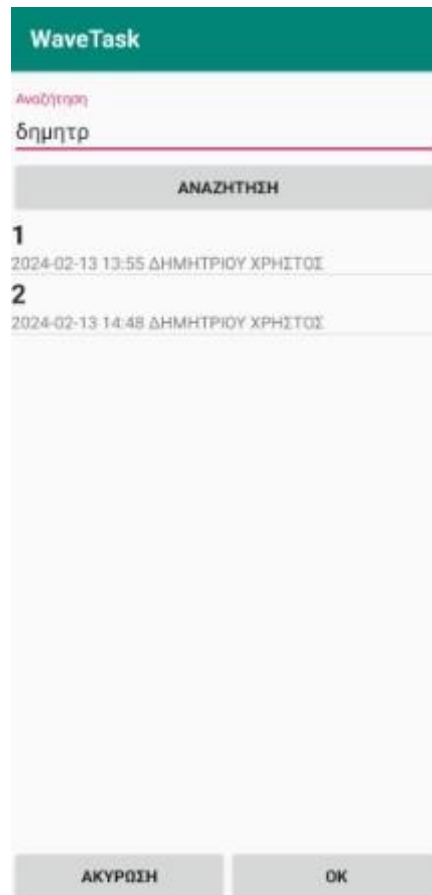 WaveTask
Αναζήτηση
δημητρ
ΑΝΑΖΗΤΗΣΗ
1
2024-02-13 13:55 ΔΗΜΗΤΡΙΟΥ ΧΡΗΣΤΟΣ
2
2024-02-13 14:48 ΔΗΜΗΤΡΙΟΥ ΧΡΗΣΤΟΣ
ΑΚΥΡΩΣΗ OK